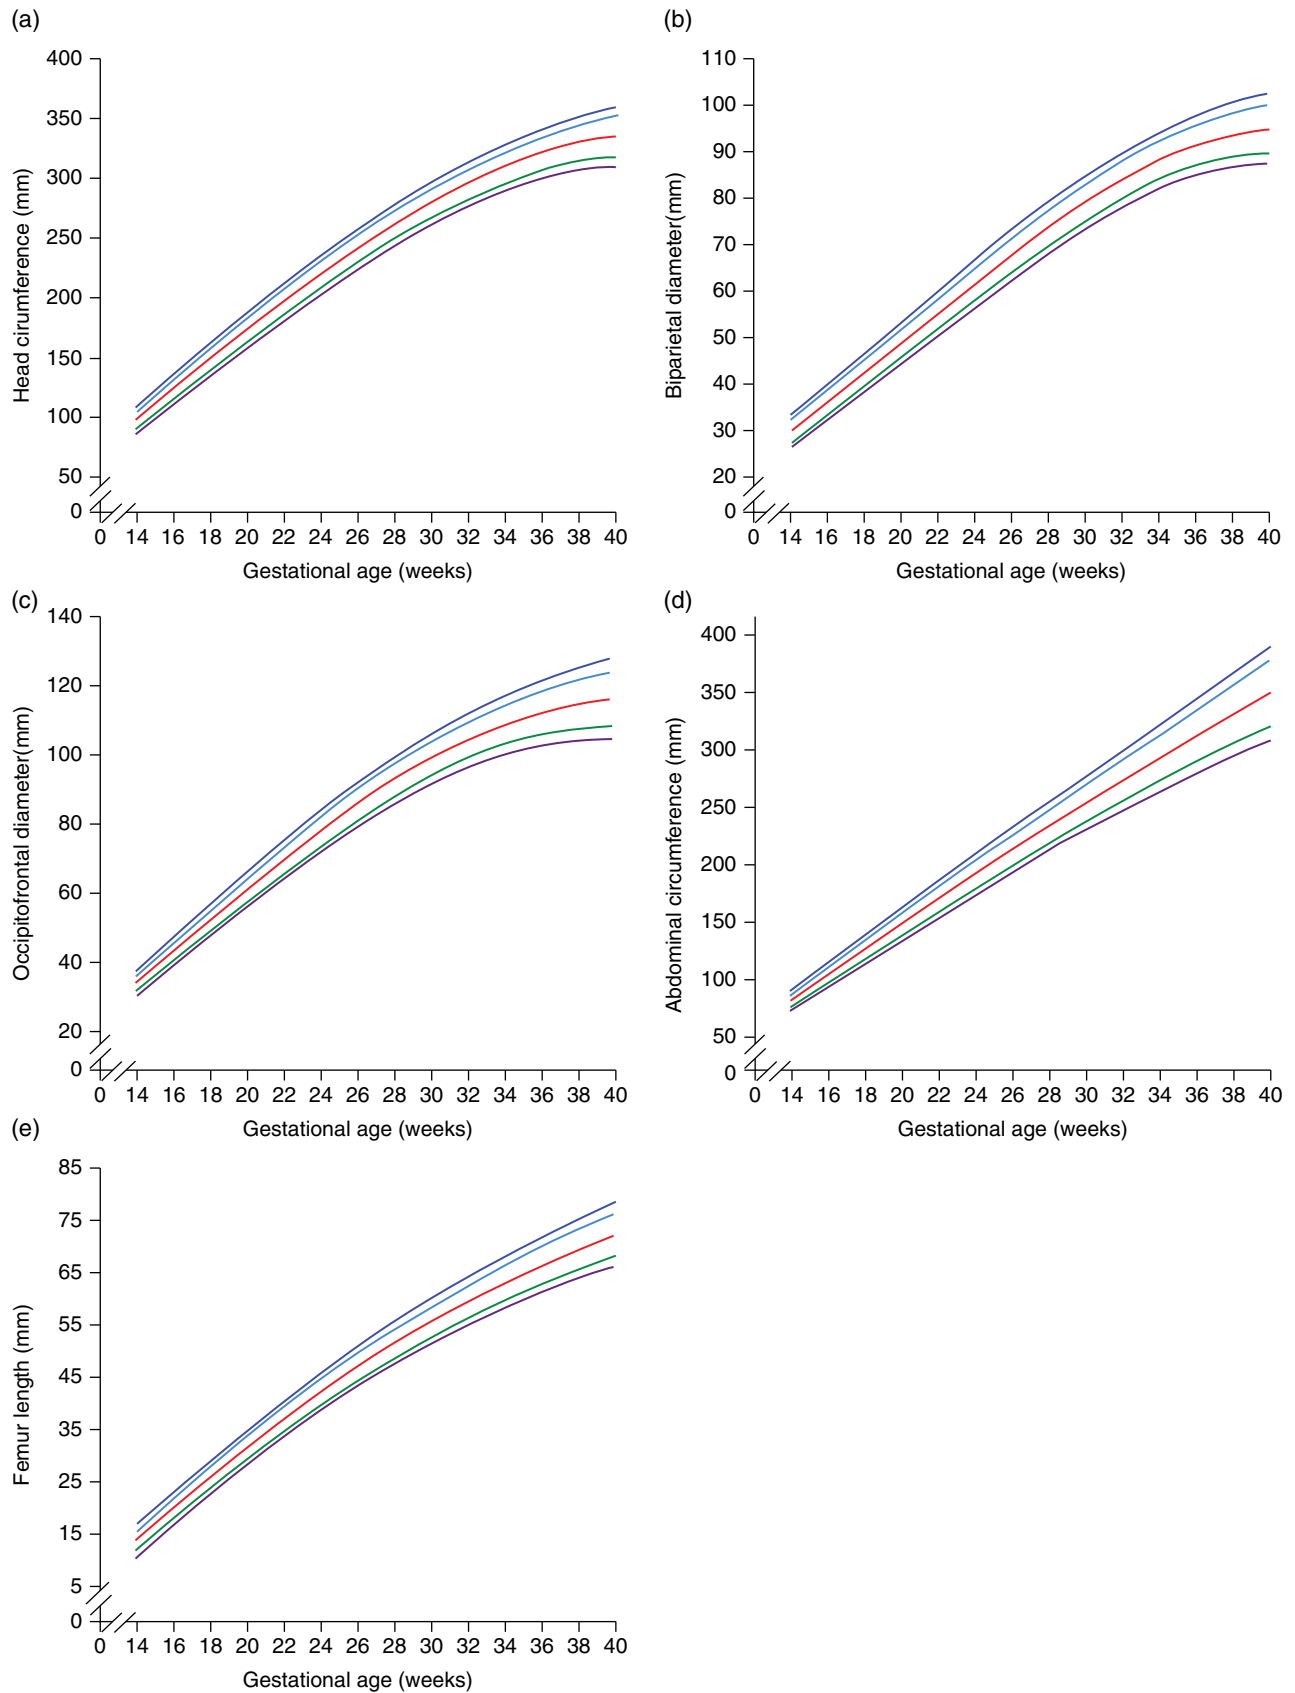 (a)
400
350
300
250
200
150
100
50
0
Head cirumference (mm)
0 14 16 18 20 22 24 26 28 30 32 34 36 38 40
Gestational age (weeks)
(b)
110
100
90
80
70
60
50
40
30
20
0
Biparietal diameter(mm)
0 14 16 18 20 22 24 26 28 30 32 34 36 38 40
Gestational age (weeks)
(c)
140
120
100
80
60
40
20
0
Occipitofrontal diameter(mm)
0 14 16 18 20 22 24 26 28 30 32 34 36 38 40
Gestational age (weeks)
(d)
400
350
300
250
200
150
100
50
0
Abdominal circumference (mm)
0 14 16 18 20 22 24 26 28 30 32 34 36 38 40
Gestational age (weeks)
(e)
85
75
65
55
45
35
25
15
5
0
Femur length (mm)
0 14 16 18 20 22 24 26 28 30 32 34 36 38 40
Gestational age (weeks)